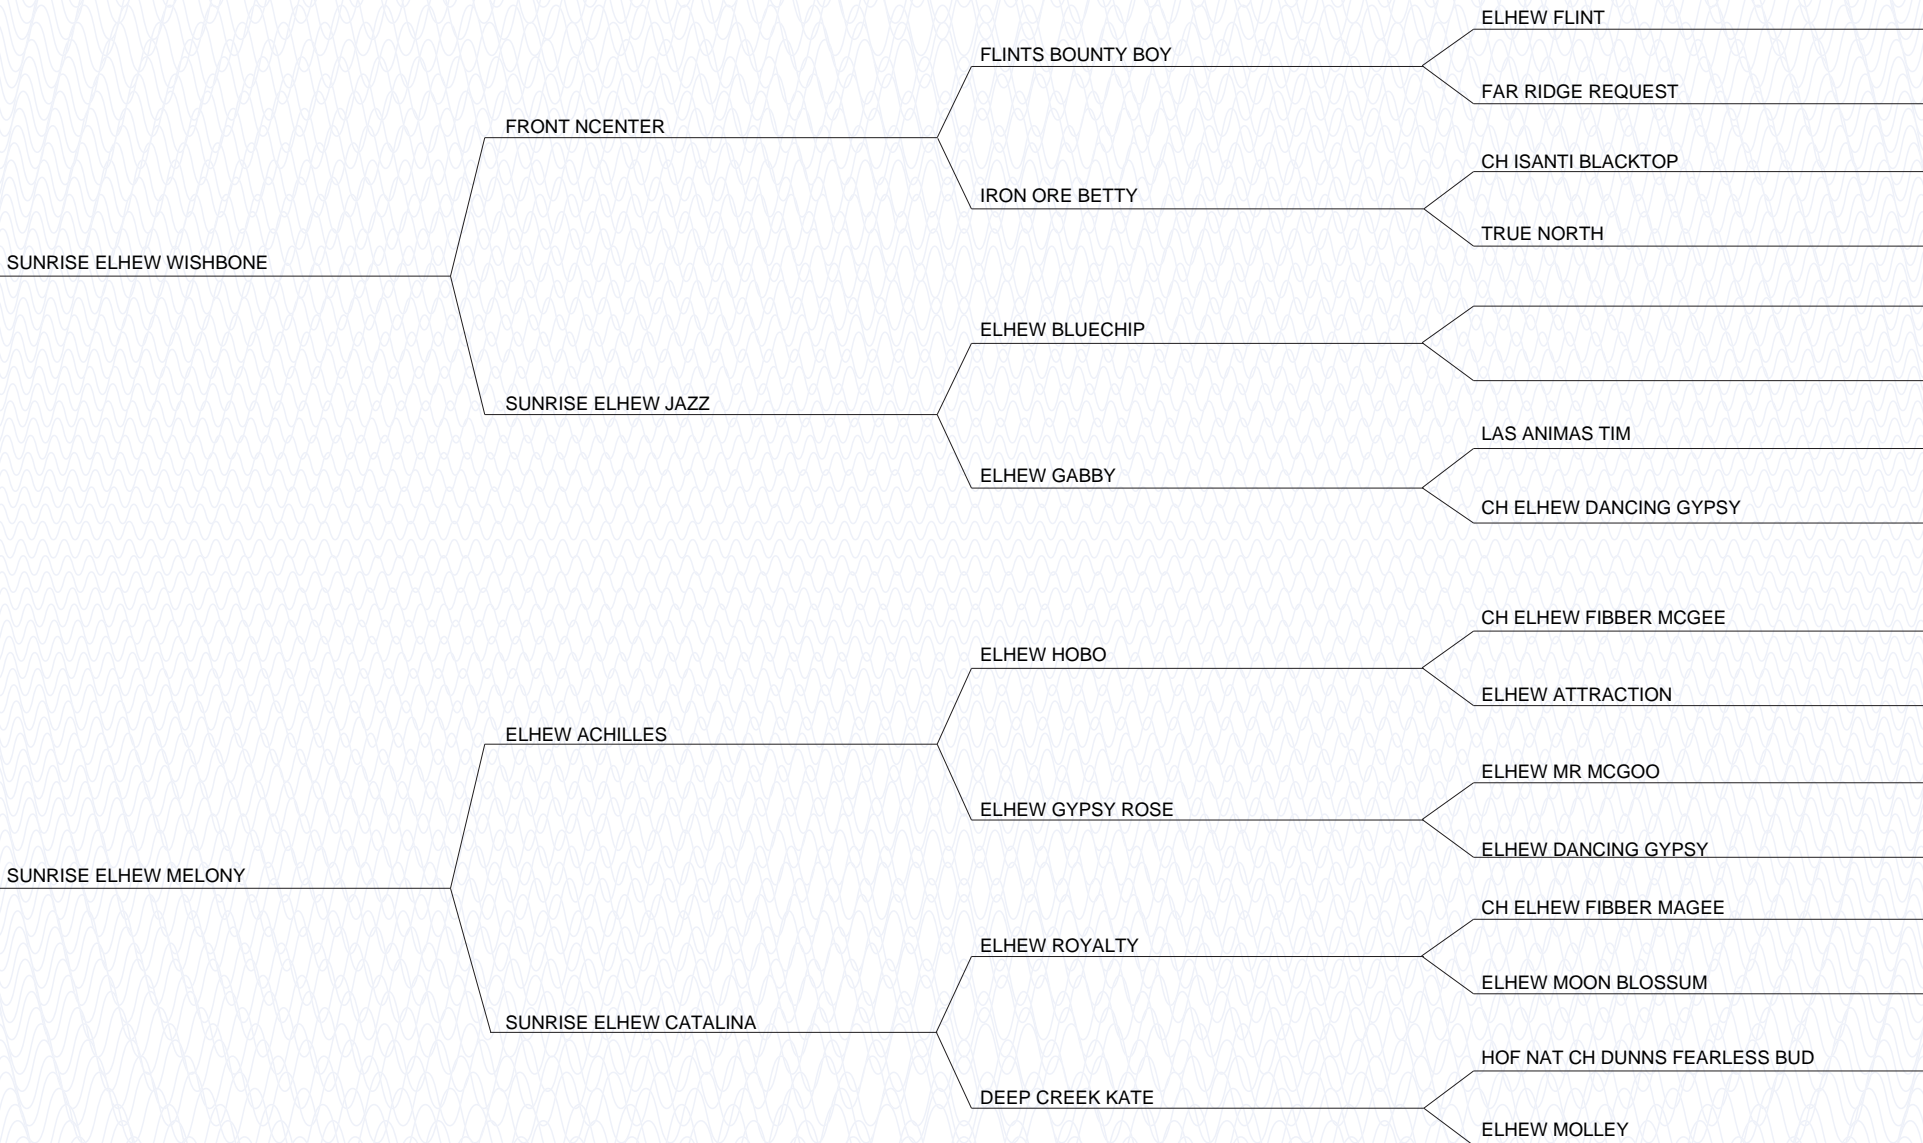 ELHEW FLINT
FLINTS BOUNTY BOY
FAR RIDGE REQUEST
FRONT NCENTER
CH ISANTI BLACKTOP
IRON ORE BETTY
TRUE NORTH
SUNRISE ELHEW WISHBONE
ELHEW BLUECHIP
SUNRISE ELHEW JAZZ
LAS ANIMAS TIM
ELHEW GABBY
CH ELHEW DANCING GYPSY
CH ELHEW FIBBER MCGEE
ELHEW HOBO
ELHEW ATTRACTION
ELHEW ACHILLES
ELHEW MR MCGOO
ELHEW GYPSY ROSE
ELHEW DANCING GYPSY
SUNRISE ELHEW MELONY
CH ELHEW FIBBER MAGEE
ELHEW ROYALTY
ELHEW MOON BLOSSUM
SUNRISE ELHEW CATALINA
HOF NAT CH DUNNS FEARLESS BUD
DEEP CREEK KATE
ELHEW MOLLEY